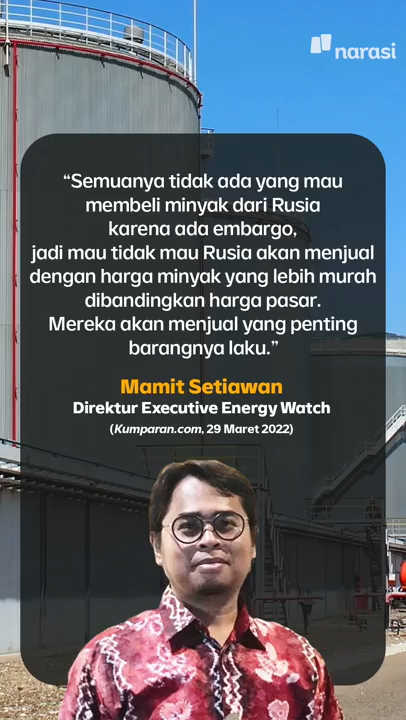 narasi
“Semuanya tidak ada yang mau
membeli minyak dari Rusia
karena ada embargo,
jadi mau tidak mau Rusia akan menjual
dengan harga minyak yang lebih murah
dibandingkan harga pasar.
Mereka akan menjual yang penting
barangnya laku.”
Mamit Setiawan
Direktur Executive Energy Watch
(Kumparan.com, 29 Maret 2022)